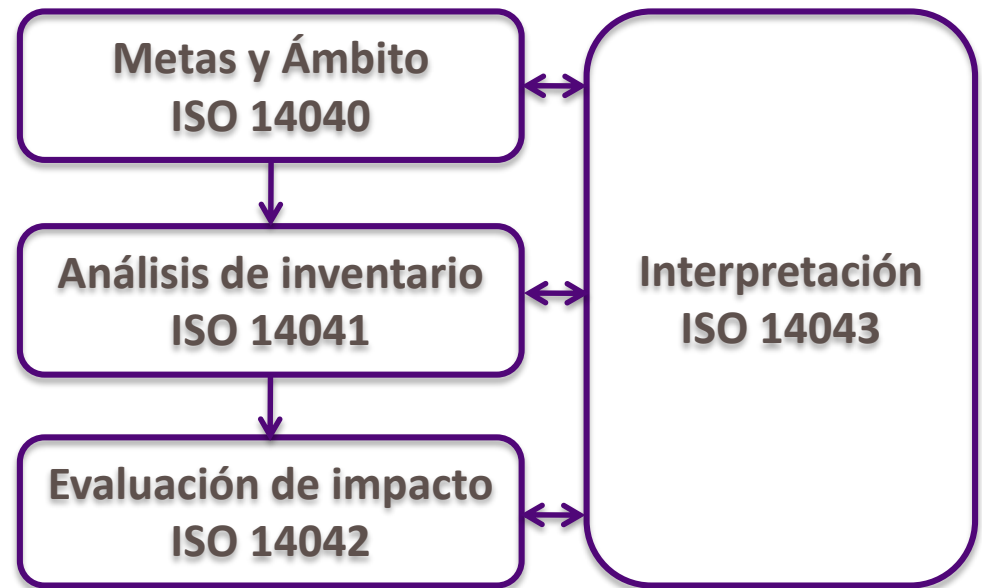 Metas y Ámbito
ISO 14040
Análisis de inventario
ISO 14041
Evaluación de impacto
ISO 14042
Interpretación
ISO 14043